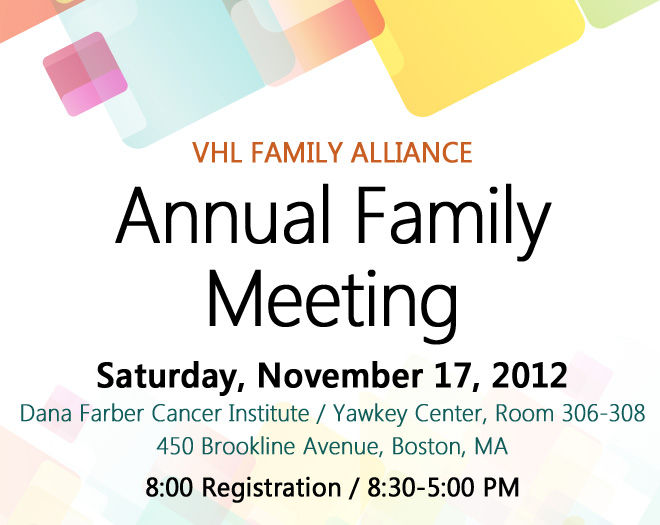 VHL FAMILY ALLIANCE
Annual Family
Meeting
Saturday, November 17, 2012
Dana Farber Cancer Institute / Yawkey Center, Room 306-308
450 Brookline Avenue, Boston, MA
8:00 Registration / 8:30-5:00 PM